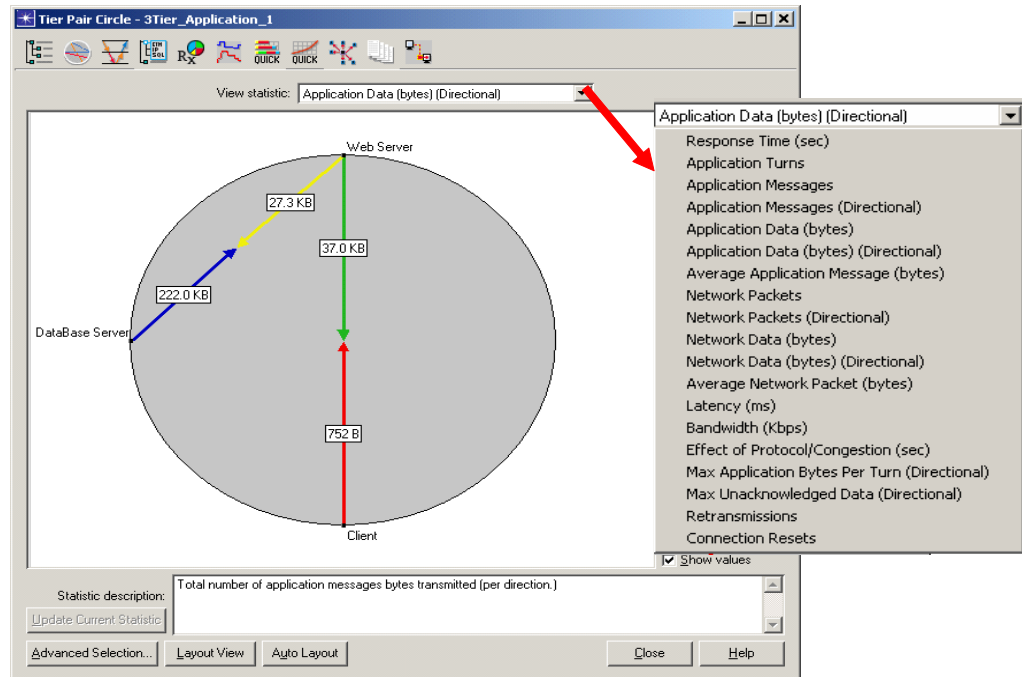 Tier Pair Circle - 3Tier_Application_1
ETH
IP
SQL
RX
QUICK
QUICK
View statistic: Application Data (bytes) (Directional)
Web Server
27.3 KB
37.0 KB
222.0 KB
DataBase Server
752 B
Client
Application Data (bytes) (Directional)
Response Time (sec)
Application Turns
Application Messages
Application Messages (Directional)
Application Data (bytes)
Application Data (bytes) (Directional)
Average Application Message (bytes)
Network Packets
Network Packets (Directional)
Network Data (bytes)
Network Data (bytes) (Directional)
Average Network Packet (bytes)
Latency (ms)
Bandwidth (Kbps)
Effect of Protocol/Congestion (sec)
Max Application Bytes Per Turn (Directional)
Max Unacknowledged Data (Directional)
Retransmissions
Connection Resets
Show values
Statistic description: Total number of application messages bytes transmitted (per direction.)
Update Current Statistic
Advanced Selection... Layout View Auto Layout Close Help